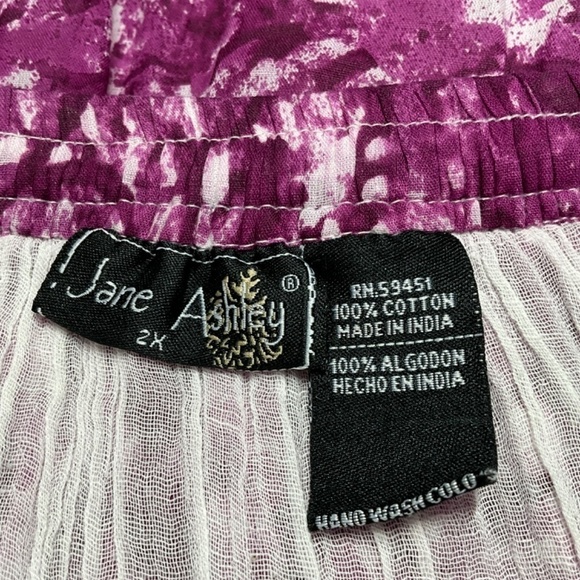 ! Jane Ashley ®
2X
RN.59451
100% COTTON
MADE IN INDIA
100% ALGODON
HECHO EN INDIA
HAND WASH COLD